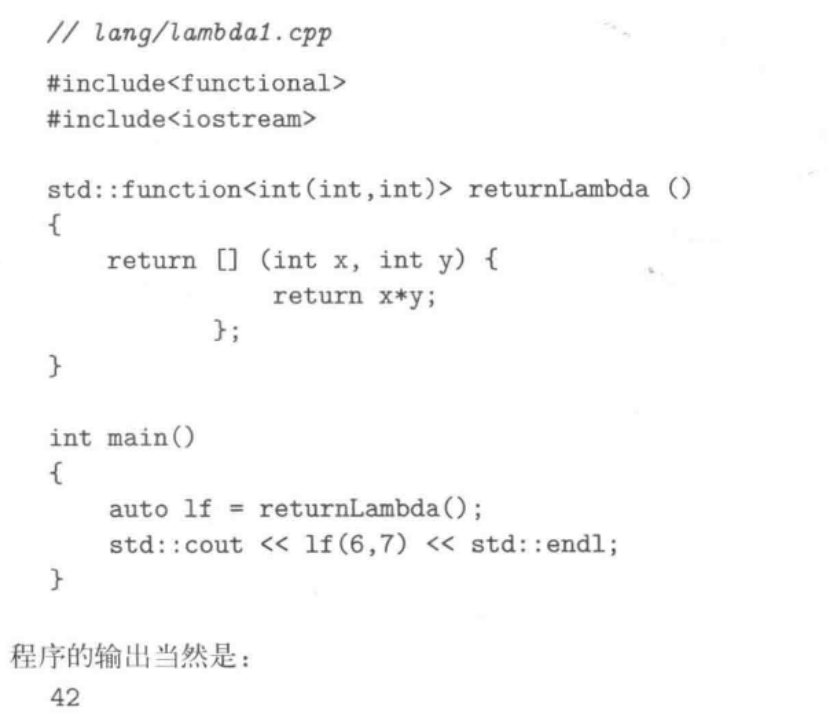 // lang/lambda1.cpp
#include<functional>
#include<iostream>
std::function<int(int,int)> returnLambda ()
{
return [] (int x, int y) {
return x*y;
};
}
int main()
{
auto lf = returnLambda();
std::cout << lf(6,7) << std::endl;
}
程序的输出当然是：
42